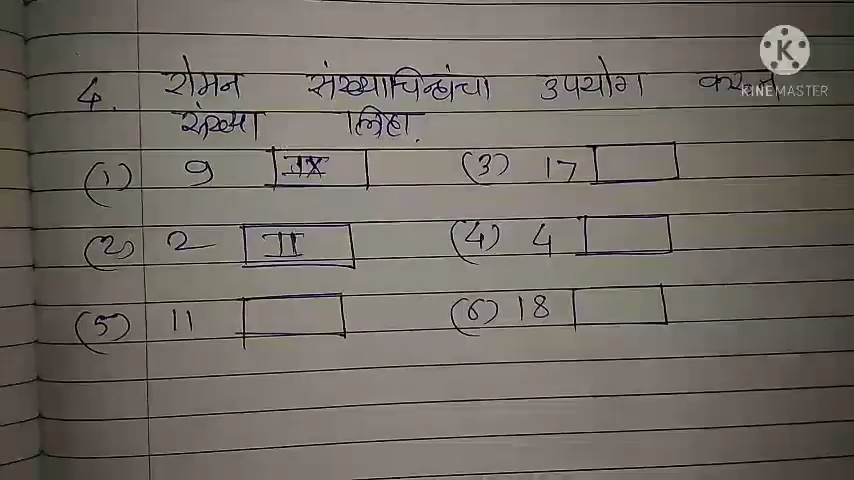 4. रोमन संख्याचिन्हांचा उपयोग करून
संख्या लिहा.
(1) 9 IX (3) 17
(2) 2 II (4) 4
(5) 11 (6) 18
K
KINEMASTER